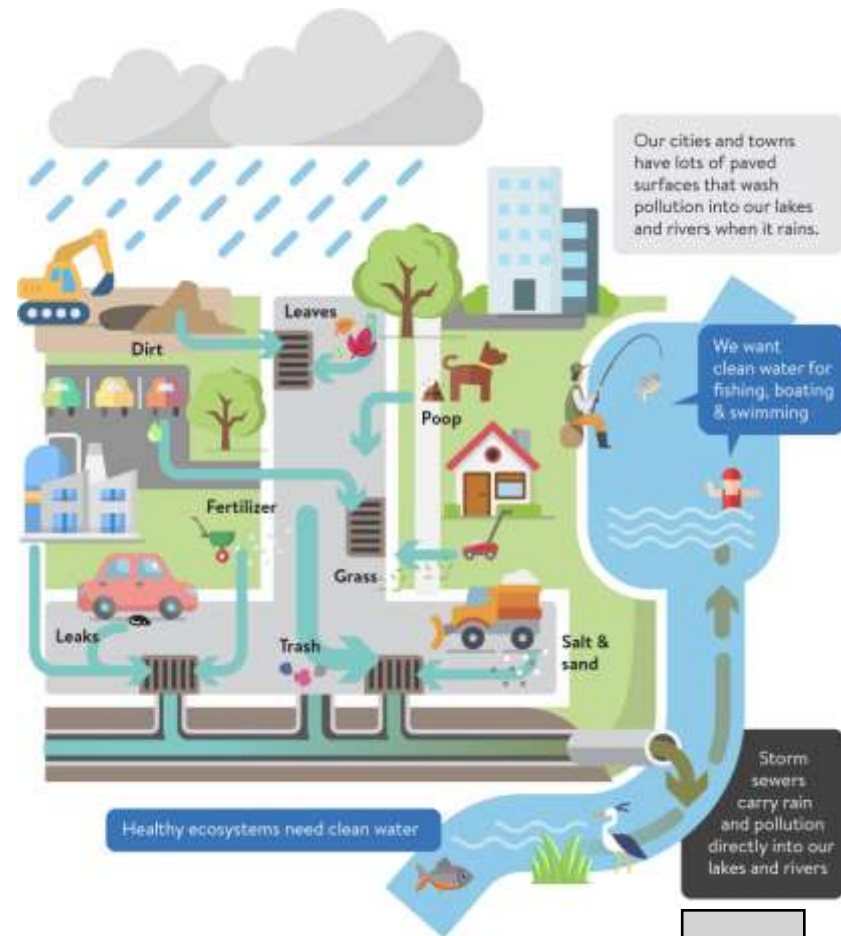 Our cities and towns
have lots of paved
surfaces that wash
pollution into our lakes
and rivers when it rains.
Leaves
Dirt
We want
clean water for
fishing, boating
& swimming
Poop
Fertilizer
Grass
Leaks
Trash
Salt &
sand
Storm
sewers
carry rain
and pollution
directly into our
lakes and rivers
Healthy ecosystems need clean water